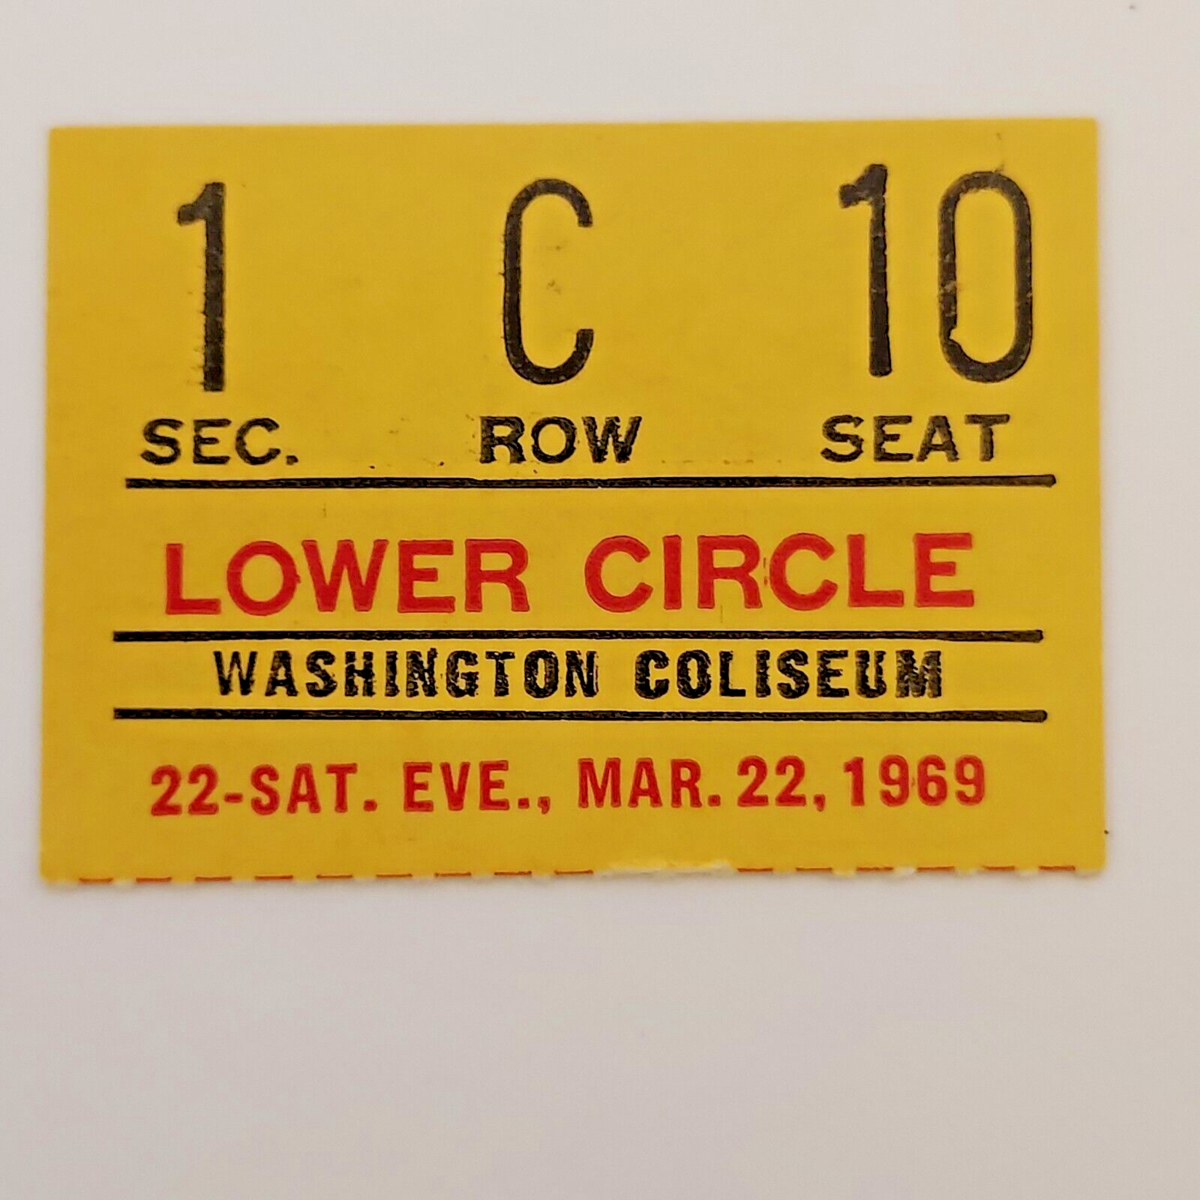 1 C 10
SEC. ROW SEAT
LOWER CIRCLE
WASHINGTON COLISEUM
22-SAT. EVE., MAR. 22, 1969